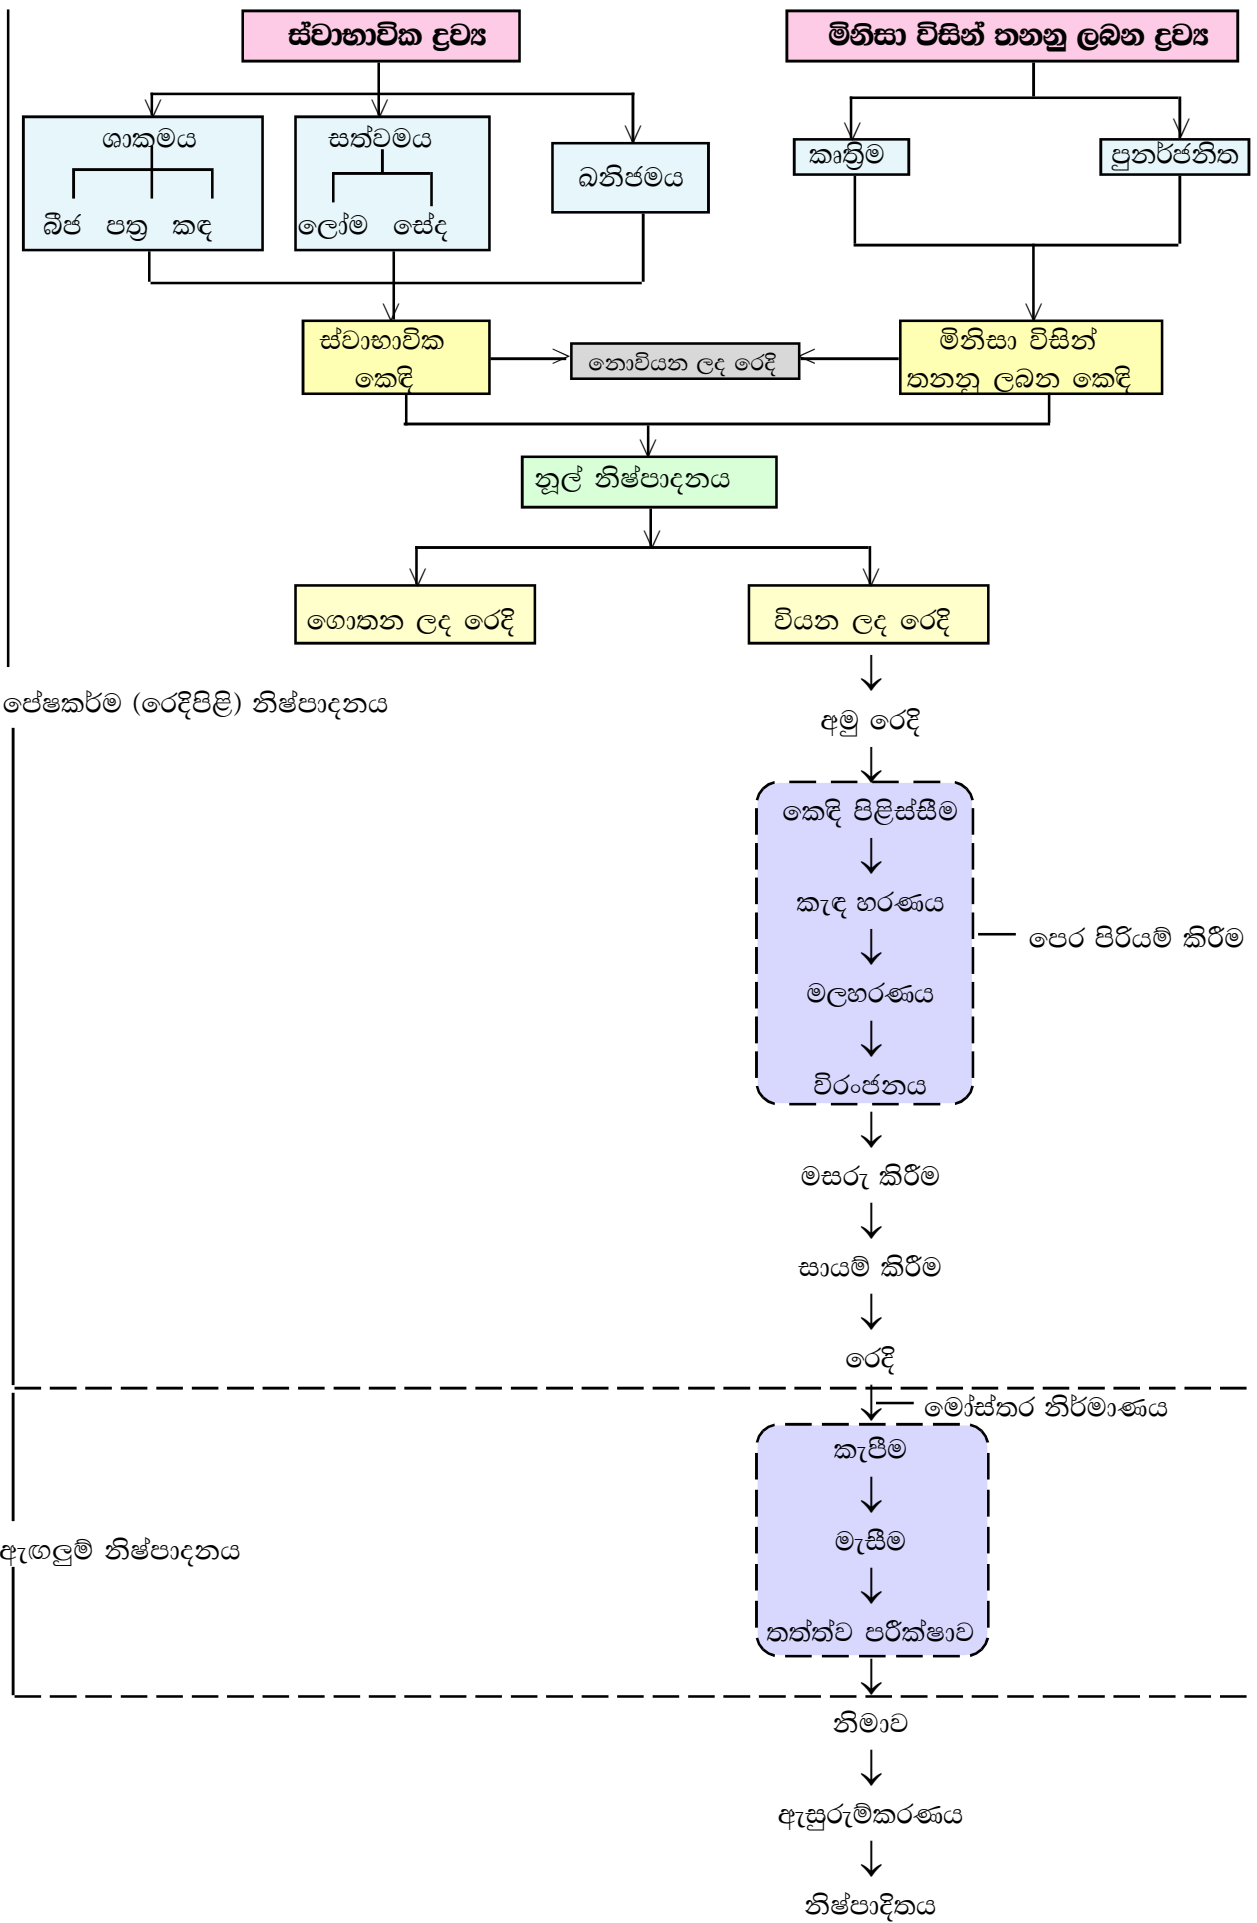 ස්වාභාවික ද්‍රව්‍ය
මිනිසා විසින් තනනු ලබන ද්‍රව්‍ය
ශාකමය
සත්වමය
ඛනිජමය
කෘත්‍රිම
පුනර්ජනිත
බීජ පත්‍ර කඳ
ලෝම සේද
ස්වාභාවික
කෙඳි
නොවියන ලද රෙදි
මිනිසා විසින්
තනනු ලබන කෙඳි
නූල් නිෂ්පාදනය
ගොතන ලද රෙදි
වියන ලද රෙදි
පේෂකර්ම (රෙදිපිළි) නිෂ්පාදනය
අමු රෙදි
කෙඳි පිළිස්සීම
කැඳ හරණය
පෙර පිරියම් කිරීම
මලහරණය
විරංජනය
මසරු කිරීම
සායම් කිරීම
රෙදි
මෝස්තර නිර්මාණය
කැපීම
මැසීම
ඇඟලුම් නිෂ්පාදනය
තත්ත්ව පරීක්ෂාව
නිමාව
ඇසුරුම්කරණය
නිෂ්පාදිතය